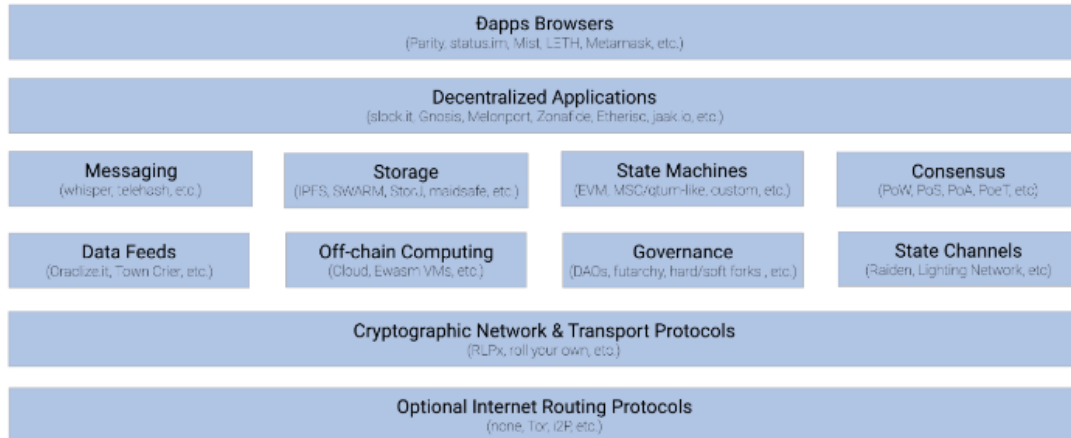 Đapps Browsers
(Parity, status.im, Mist, LETH, Metamask, etc.)
Decentralized Applications
(slock.it, Gnosis, Melonport, Zonafide, Etherisc, jaak.io, etc.)
Messaging
(whisper, telehash, etc.)
Storage
(IPFS, SWARM, StorJ, maidsafe, etc.)
State Machines
(EVM, MSC/qtum-like, custom, etc.)
Consensus
(PoW, PoS, PoA, PoeT, etc)
Data Feeds
(Oraclize.it, Town Crier, etc.)
Off-chain Computing
(Cloud, Ewasm VMs, etc.)
Governance
(DAOs, futarchy, hard/soft forks , etc.)
State Channels
(Raiden, Lighting Network, etc)
Cryptographic Network & Transport Protocols
(RLPx, roll your own, etc.)
Optional Internet Routing Protocols
(none, Tor, i2P, etc.)